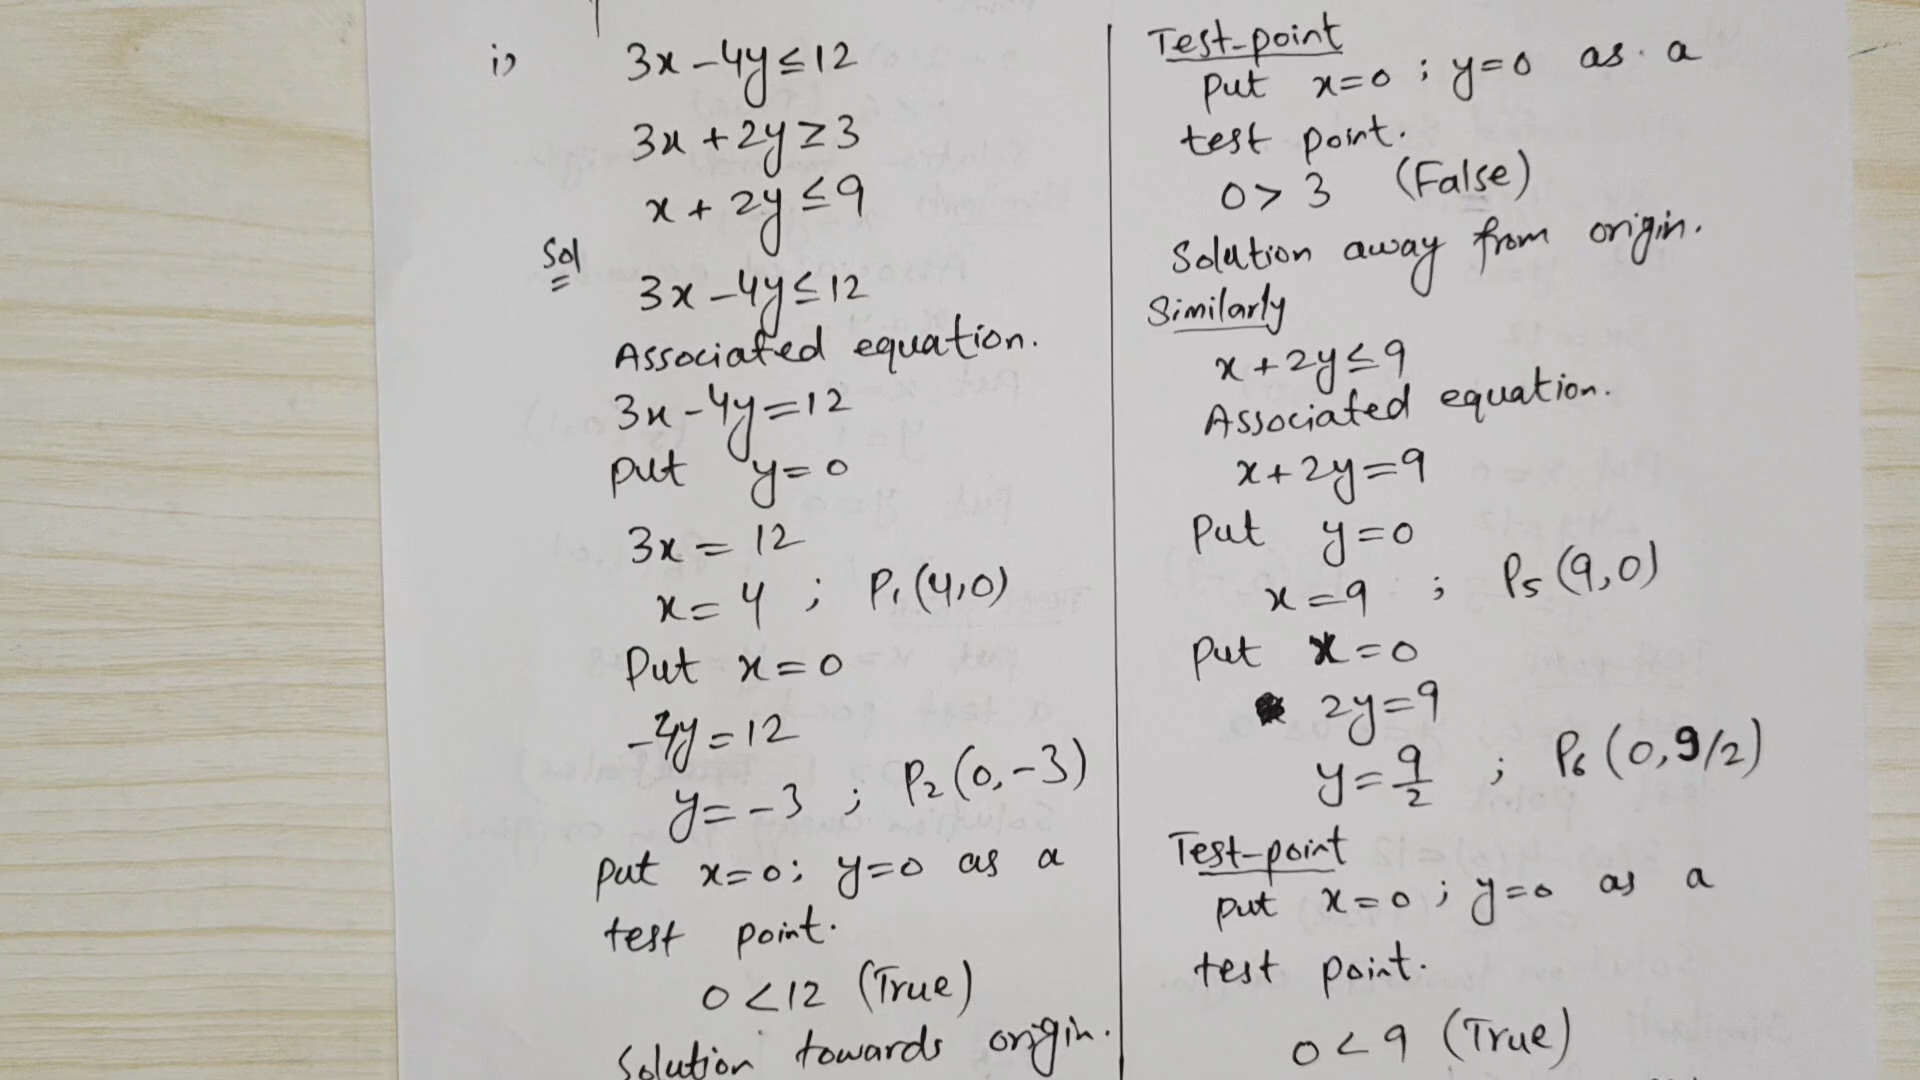 i)
3x - 4y ≤ 12
3x + 2y ≥ 3
x + 2y ≤ 9
Sol
3x - 4y ≤ 12
Associated equation.
3x - 4y = 12
Put y = 0
3x = 12
x = 4 ; P₁(4,0)
Put x = 0
-4y = 12
y = -3 ; P₂(0,-3)
Put x=0; y=0 as a
test point.
0 < 12 (True)
Solution towards origin.
Test-point
Put x=0 ; y=0 as a
test point.
0 > 3 (False)
Solution away from origin.
Similarly
x + 2y ≤ 9
Associated equation.
x + 2y = 9
Put y = 0
x = 9 ; P₅(9,0)
Put x = 0
2y = 9
y = 9/2 ; P₆(0,9/2)
Test-point
Put x=0 ; y=0 as a
test point.
0 < 9 (True)